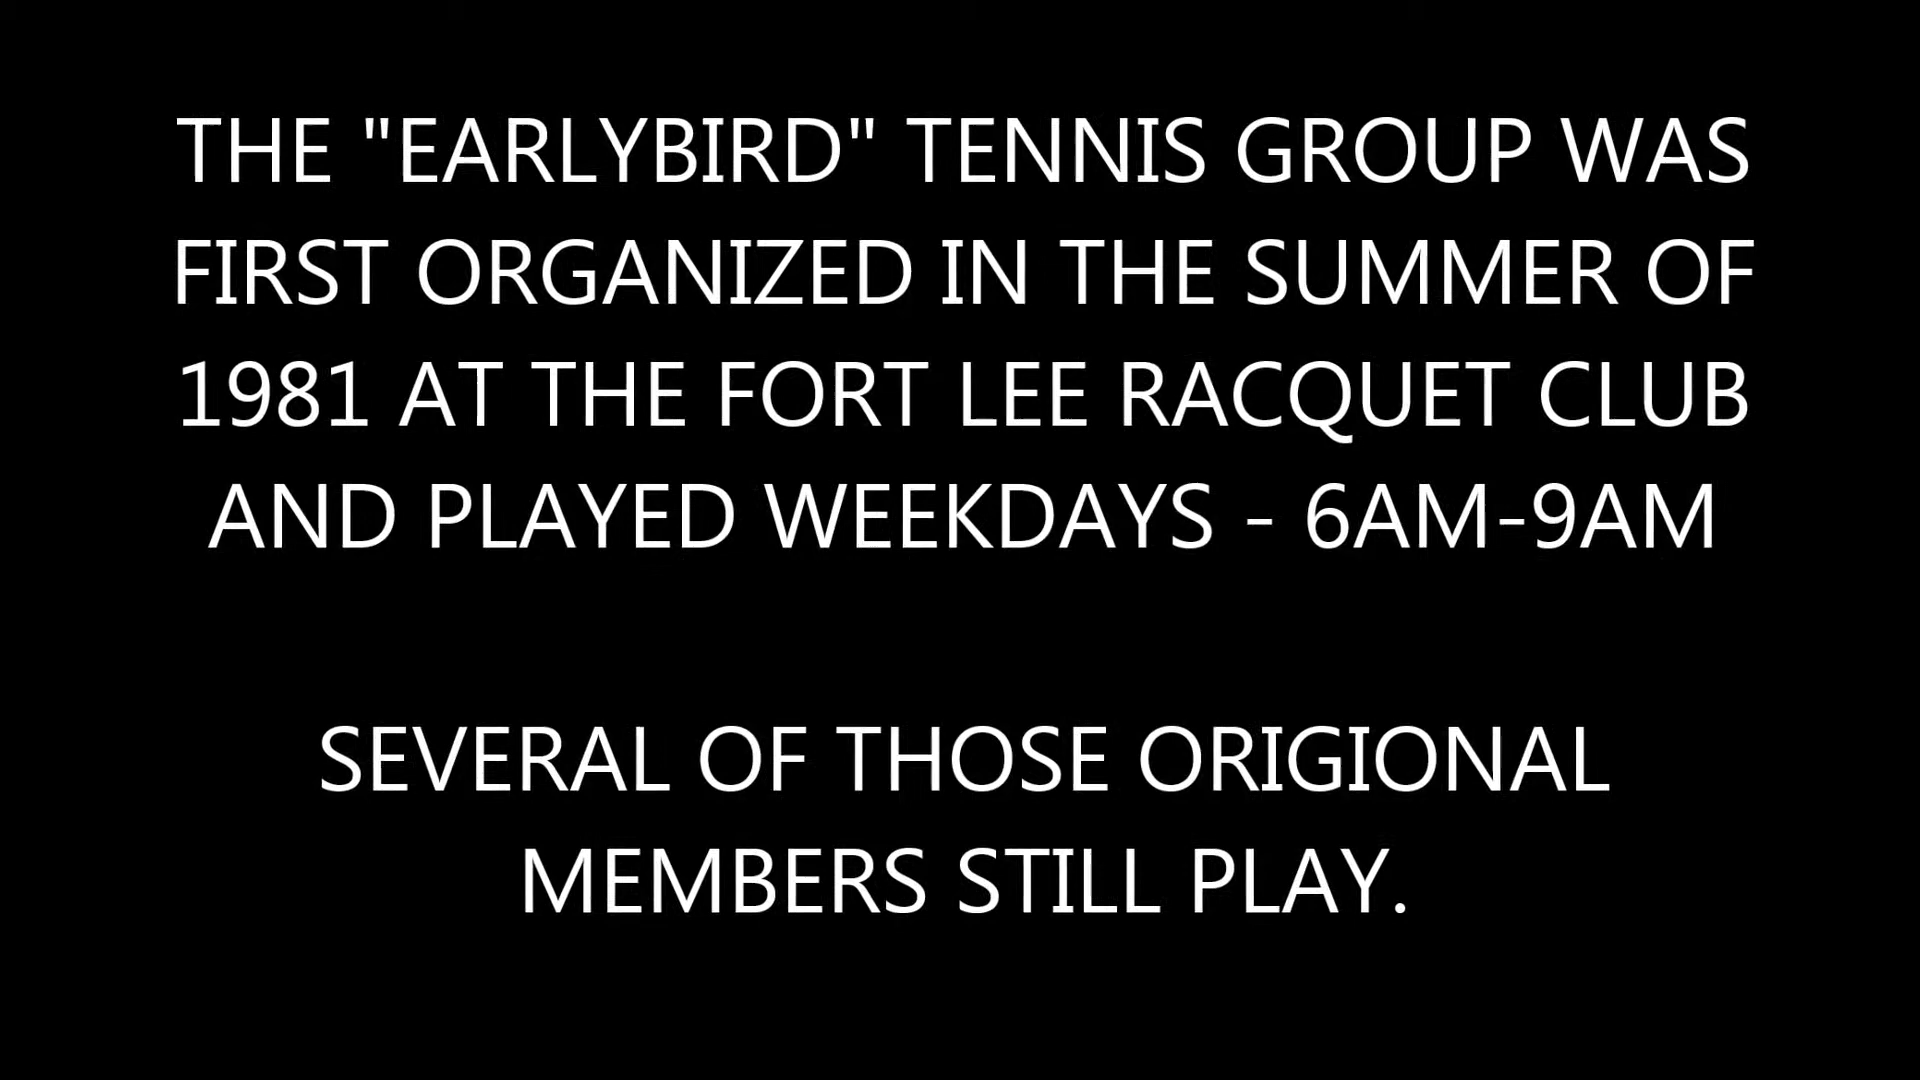 THE "EARLYBIRD" TENNIS GROUP WAS
FIRST ORGANIZED IN THE SUMMER OF
1981 AT THE FORT LEE RACQUET CLUB
AND PLAYED WEEKDAYS - 6AM-9AM
SEVERAL OF THOSE ORIGIONAL
MEMBERS STILL PLAY.